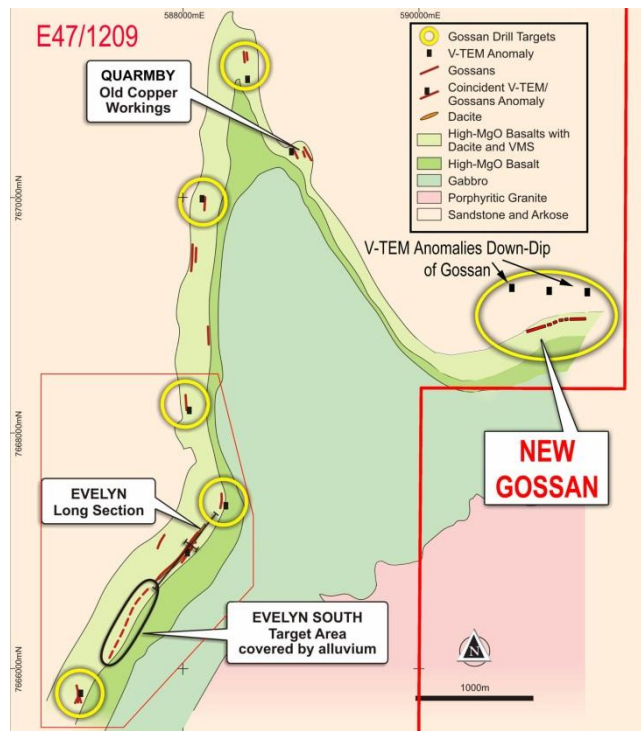 E47/1209
588000mE
590000mE
7670000mN
7668000mN
7666000mN
QUARMBY
Old Copper
Workings
Gossan Drill Targets
V-TEM Anomaly
Gossans
Coincident V-TEM/
Gossans Anomaly
Dacite
High-MgO Basalts with
Dacite and VMS
High-MgO Basalt
Gabbro
Porphyritic Granite
Sandstone and Arkose
V-TEM Anomalies Down-Dip
of Gossan
NEW
GOSSAN
EVELYN
Long Section
EVELYN SOUTH
Target Area
covered by alluvium
N
1000m